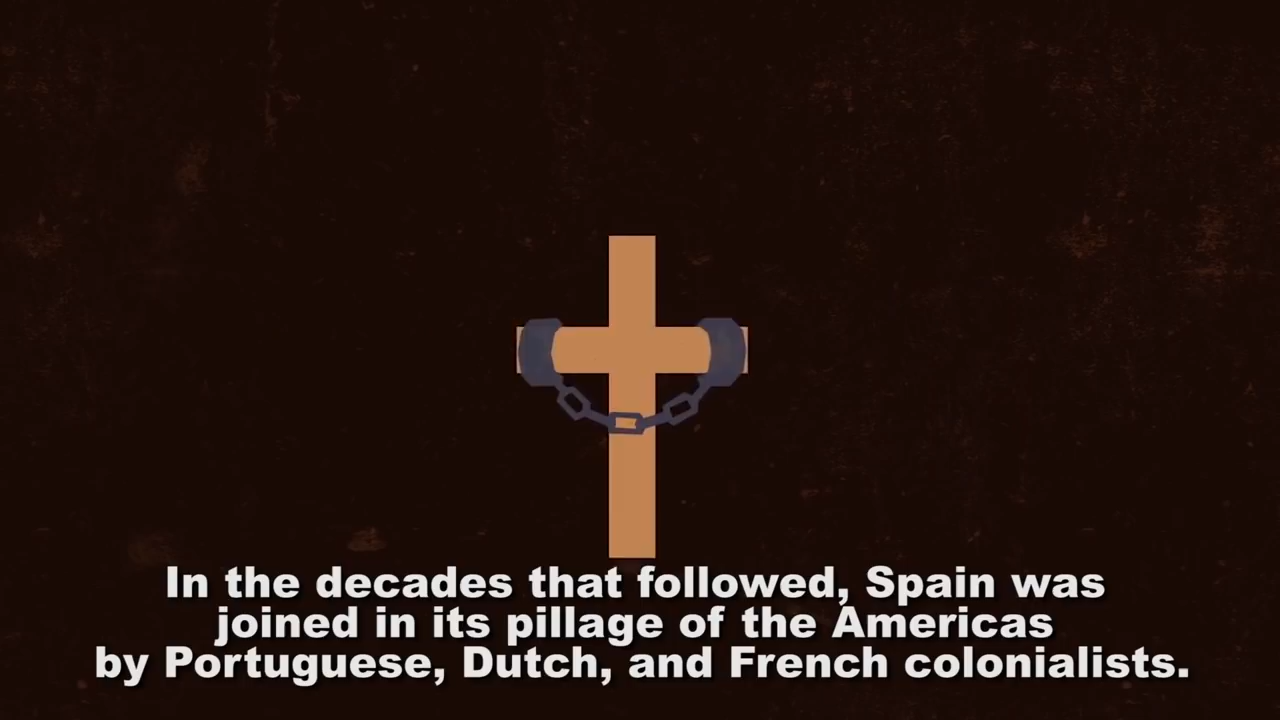 In the decades that followed, Spain was
joined in its pillage of the Americas
by Portuguese, Dutch, and French colonialists.